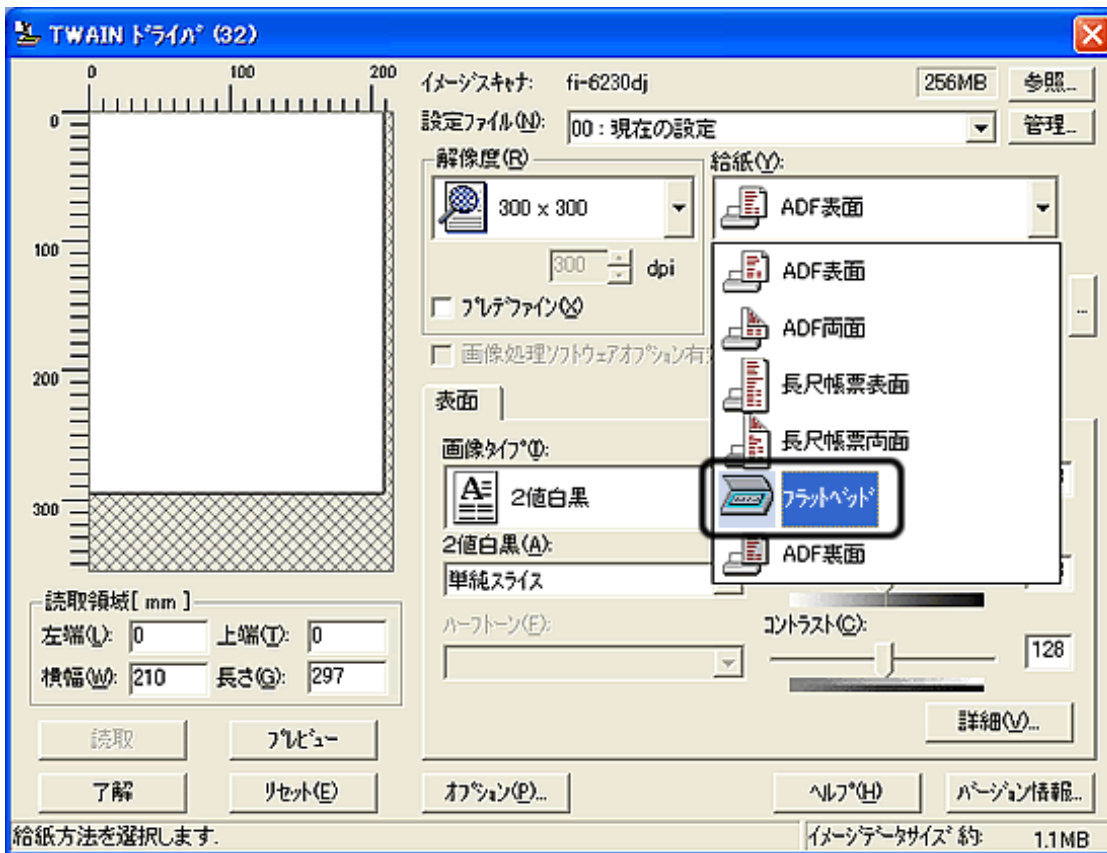 TWAIN ﾄﾞﾗｲﾊﾞ (32)
0 100 200
0
100
200
300
ｲﾒｰｼﾞｽｷｬﾅ: fi-6230dj 256MB 参照...
設定ﾌｧｲﾙ(N): 00 : 現在の設定 管理...
解像度(R)
300 × 300
300 dpi
ﾌﾟﾚﾃﾞﾌｧｲﾝ(X)
給紙(Y):
ADF表面
ADF表面
ADF両面
長尺帳票表面
長尺帳票両面
ﾌﾗｯﾄﾍﾞｯﾄﾞ
ADF裏面
...
画像処理ｿﾌﾄｳｪｱｵﾌﾟｼｮﾝ有
表面
画像ﾀｲﾌﾟ(I):
2値白黒
2値白黒(A):
単純ｽﾗｲｽ
ﾊｰﾌﾄｰﾝ(F):
ｺﾝﾄﾗｽﾄ(C):
128
詳細(V)...
読取領域[ mm ]
左端(L): 0 上端(T): 0
横幅(W): 210 長さ(G): 297
読取 ﾌﾟﾚﾋﾞｭｰ
了解 ﾘｾｯﾄ(E) ｵﾌﾟｼｮﾝ(P)... ﾍﾙﾌﾟ(H) ﾊﾞｰｼﾞｮﾝ情報...
給紙方法を選択します. ｲﾒｰｼﾞﾃﾞｰﾀｻｲｽﾞ 約: 1.1MB